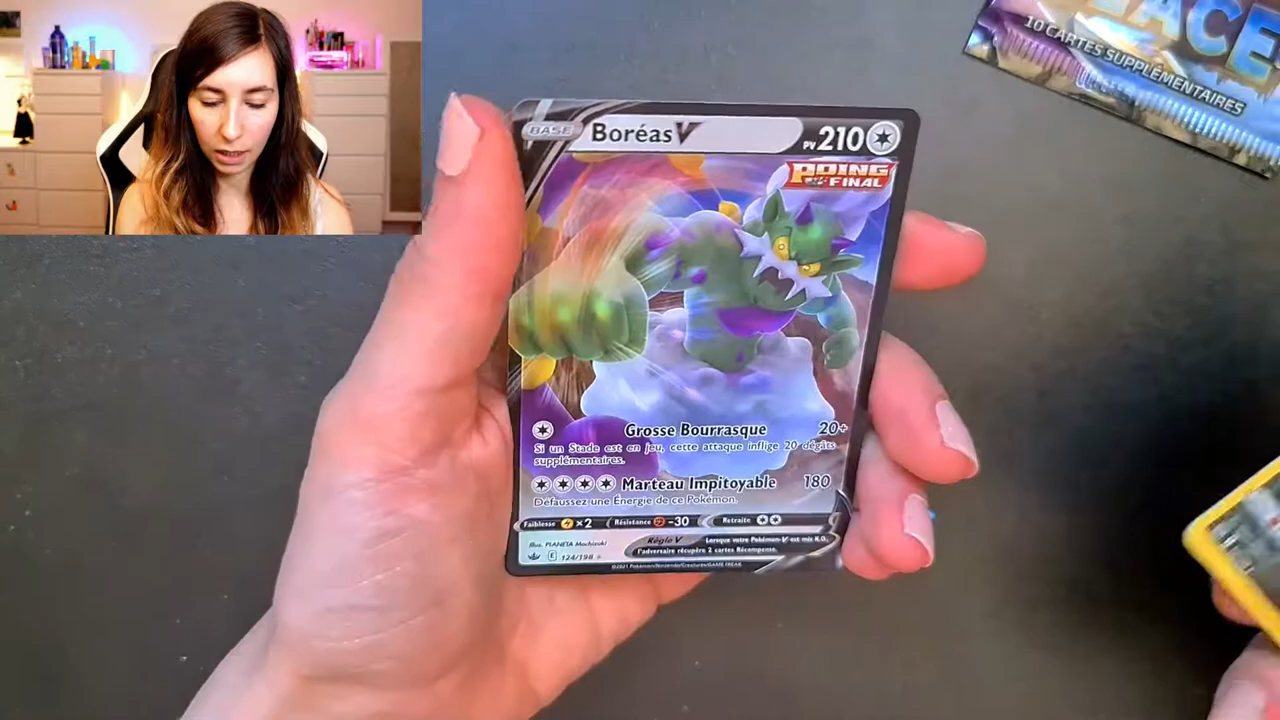 ACE
10 CARTES SUPPLÉMENTAIRES
BASE Boréas V PV 210
POING FINAL
Grosse Bourrasque 20+
Si un Stade est en jeu, cette attaque inflige 20 dégâts
supplémentaires.
Marteau Impitoyable 180
Défaussez une Énergie de ce Pokémon.
Faiblesse ×2 Résistance -30 Retraite
Illus. PLANETA Mochizuki
Règle V Lorsque votre Pokémon-V est mis K.O.,
l'adversaire récupère 2 cartes Récompense.
E 124/198
©2021 Pokémon/Nintendo/Creatures/GAME FREAK